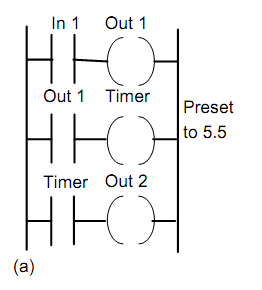 In 1 Out 1
Out 1 Timer
Preset
to 5.5
Timer Out 2
(a)